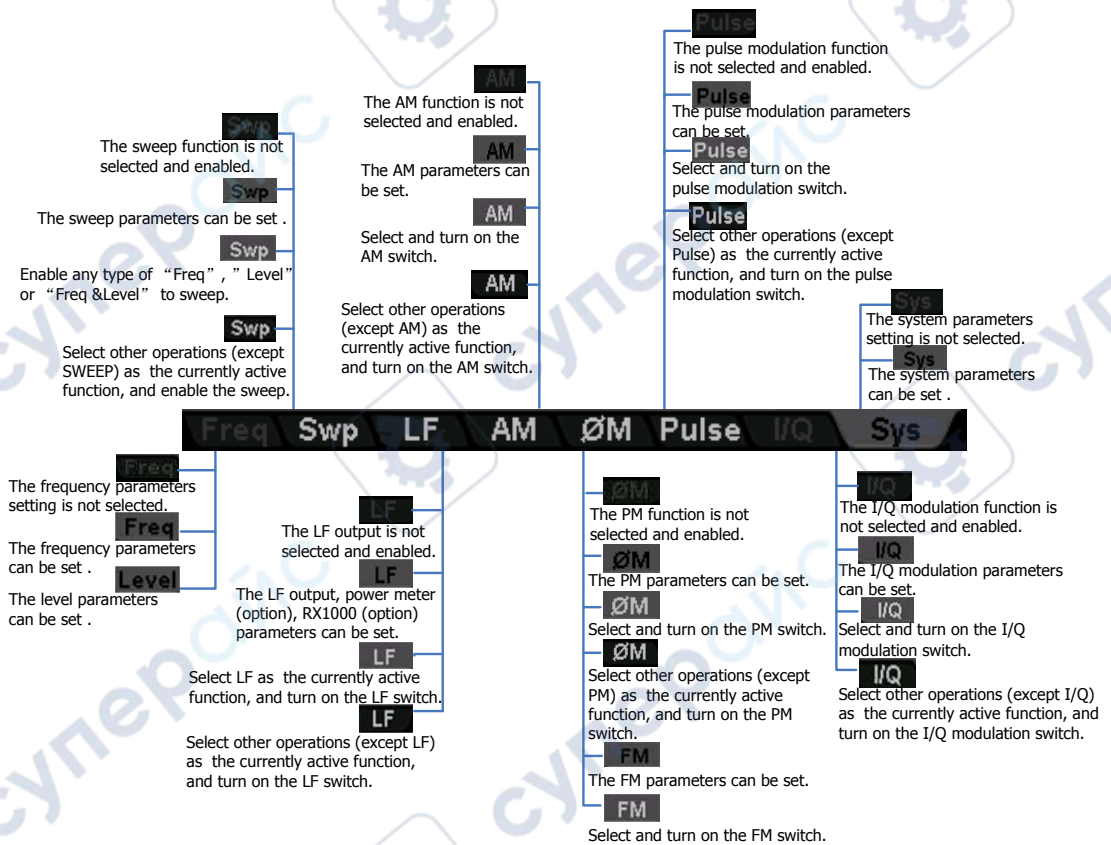 Swp
The sweep function is not
selected and enabled.
Swp
The sweep parameters can be set .
Swp
Enable any type of “Freq” , ” Level”
or “Freq &Level” to sweep.
Swp
Select other operations (except
SWEEP) as the currently active
function, and enable the sweep.
AM
The AM function is not
selected and enabled.
AM
The AM parameters can
be set.
AM
Select and turn on the
AM switch.
AM
Select other operations
(except AM) as the
currently active function,
and turn on the AM switch.
Pulse
The pulse modulation function
is not selected and enabled.
Pulse
The pulse modulation parameters
can be set.
Pulse
Select and turn on the
pulse modulation switch.
Pulse
Select other operations (except
Pulse) as the currently active
function, and turn on the pulse
modulation switch.
Sys
The system parameters
setting is not selected.
Sys
The system parameters
can be set .
Freq Swp LF AM ØM Pulse I/Q Sys
Freq
The frequency parameters
setting is not selected.
Freq
The frequency parameters
can be set .
Level
The level parameters
can be set .
LF
The LF output is not
selected and enabled.
LF
The LF output, power meter
(option), RX1000 (option)
parameters can be set.
LF
Select LF as the currently active
function, and turn on the LF switch.
LF
Select other operations (except LF)
as the currently active function,
and turn on the LF switch.
ØM
The PM function is not
selected and enabled.
ØM
The PM parameters can be set.
ØM
Select and turn on the PM switch.
ØM
Select other operations (except
PM) as the currently active
function, and turn on the PM
switch.
FM
The FM parameters can be set.
FM
Select and turn on the FM switch.
I/Q
The I/Q modulation function is
not selected and enabled.
I/Q
The I/Q modulation parameters
can be set.
I/Q
Select and turn on the I/Q
modulation switch.
I/Q
Select other operations (except I/Q)
as the currently active function, and
turn on the I/Q modulation switch.
суперайс
суперайс